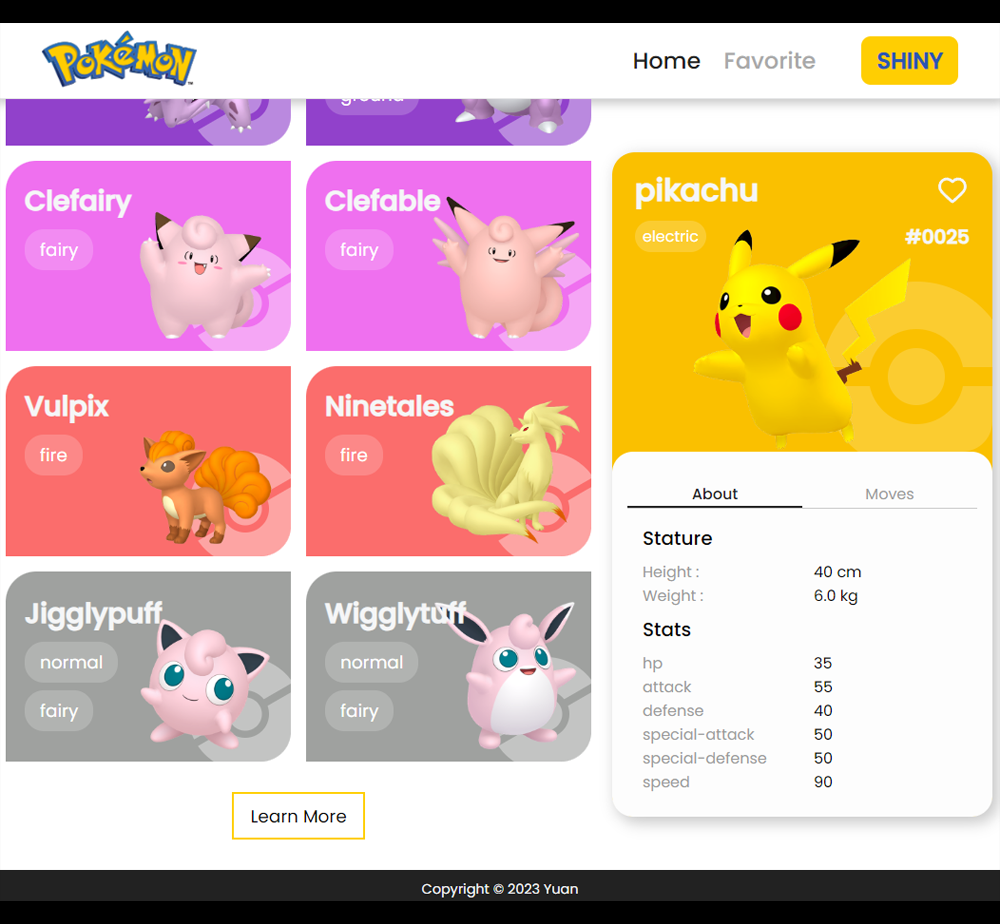 POKéMON
Home
Favorite
SHINY
ground
Clefairy
fairy
Clefable
fairy
Vulpix
fire
Ninetales
fire
Jigglypuff
normal
fairy
Wigglytuff
normal
fairy
Learn More
pikachu
electric
#0025
About
Moves
Stature
Height : 40 cm
Weight : 6.0 kg
Stats
hp 35
attack 55
defense 40
special-attack 50
special-defense 50
speed 90
Copyright © 2023 Yuan